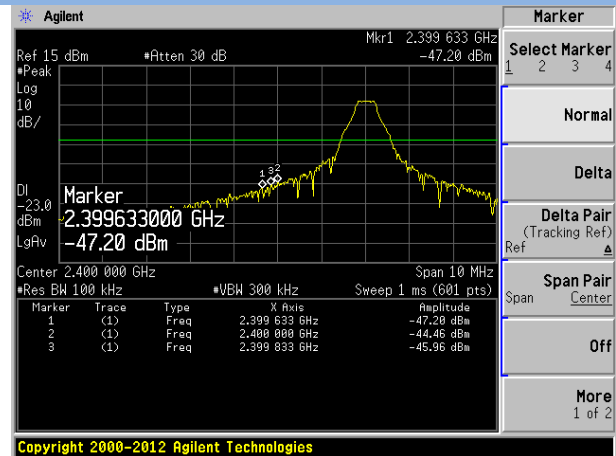 Agilent
Marker
Mkr1 2.399 633 GHz
Ref 15 dBm #Atten 30 dB -47.20 dBm
#Peak
Log
10
dB/
1 3 2
DI
-23.0
dBm
LgAv
Marker
2.399633000 GHz
-47.20 dBm
Center 2.400 000 GHz Span 10 MHz
#Res BW 100 kHz #VBW 300 kHz Sweep 1 ms (601 pts)
Marker Trace Type X Axis Amplitude
1 (1) Freq 2.399 633 GHz -47.20 dBm
2 (1) Freq 2.400 000 GHz -44.46 dBm
3 (1) Freq 2.399 833 GHz -45.96 dBm
Select Marker
1 2 3 4
Normal
Delta
Delta Pair
(Tracking Ref)
Ref Δ
Span Pair
Span Center
Off
More
1 of 2
Copyright 2000-2012 Agilent Technologies